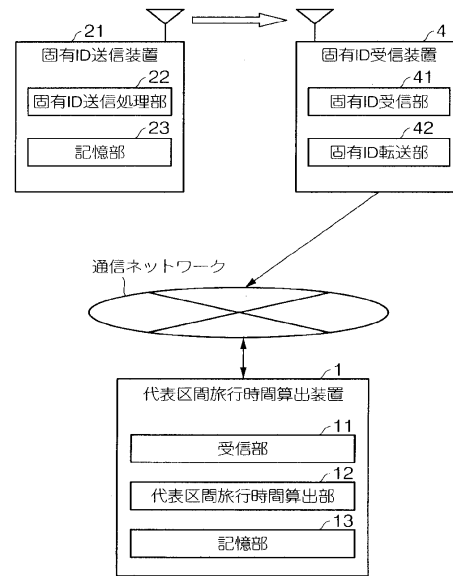 21
固有ID送信装置
22
固有ID送信処理部
23
記憶部
4
固有ID受信装置
41
固有ID受信部
42
固有ID転送部
通信ネットワーク
1
代表区間旅行時間算出装置
11
受信部
12
代表区間旅行時間算出部
13
記憶部